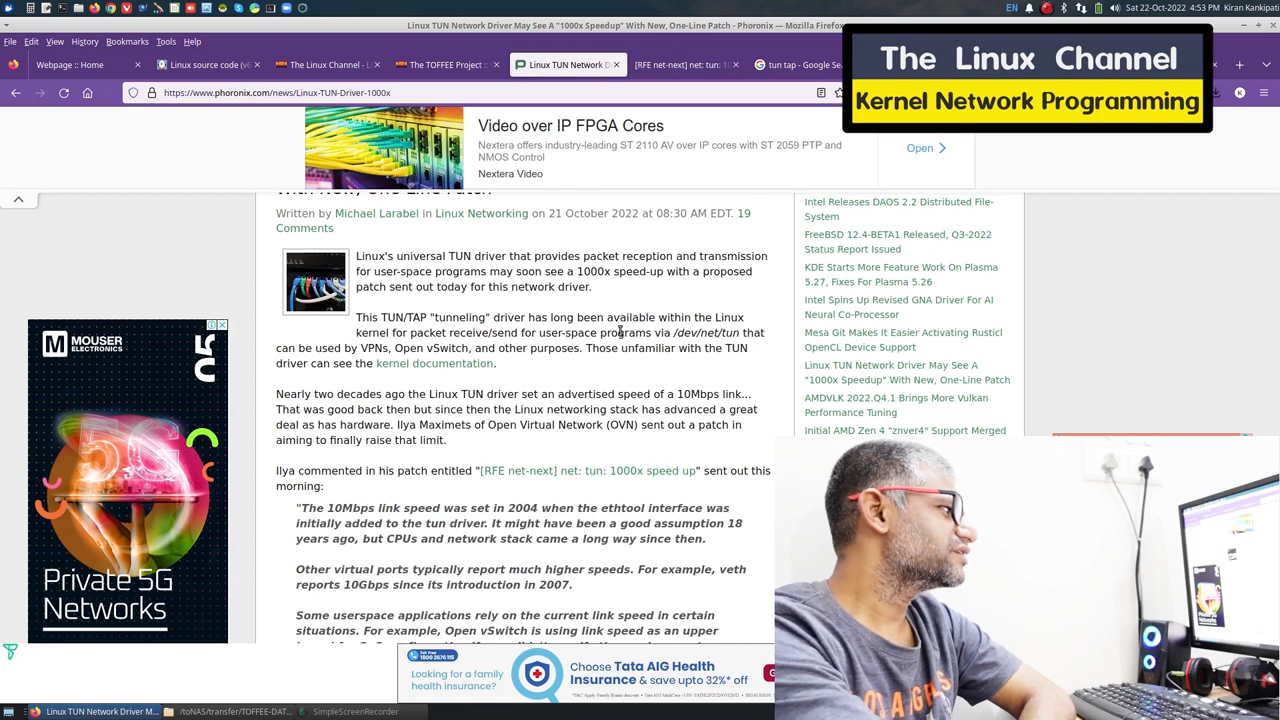 Linux TUN Network Driver May See A "1000x Speedup" With New, One-Line Patch - Phoronix — Mozilla Firefox
EN
Sat 22-Oct-2022
4:53 PM
Kiran Kankipati
File Edit View History Bookmarks Tools Help
Webpage :: Home
Linux source code (v6
The Linux Channel -
The TOFFEE Project ::
Linux TUN Network D
[RFE net-next] net: tun: 10
tun tap - Google Se
https://www.phoronix.com/news/Linux-TUN-Driver-1000x
The Linux Channel
Kernel Network Programming
Video over IP FPGA Cores
Nextera offers industry-leading ST 2110 AV over IP cores with ST 2059 PTP and
NMOS Control
Nextera Video
Open
With New, One-Line Patch
Written by Michael Larabel in Linux Networking on 21 October 2022 at 08:30 AM EDT. 19
Comments
Linux's universal TUN driver that provides packet reception and transmission
for user-space programs may soon see a 1000x speed-up with a proposed
patch sent out today for this network driver.
This TUN/TAP "tunneling" driver has long been available within the Linux
kernel for packet receive/send for user-space programs via /dev/net/tun that
can be used by VPNs, Open vSwitch, and other purposes. Those unfamiliar with the TUN
driver can see the kernel documentation.
Nearly two decades ago the Linux TUN driver set an advertised speed of a 10Mbps link...
That was good back then but since then the Linux networking stack has advanced a great
deal as has hardware. Ilya Maximets of Open Virtual Network (OVN) sent out a patch in
aiming to finally raise that limit.
Ilya commented in his patch entitled "[RFE net-next] net: tun: 1000x speed up" sent out this
morning:
"The 10Mbps link speed was set in 2004 when the ethtool interface was
initially added to the tun driver. It might have been a good assumption 18
years ago, but CPUs and network stack came a long way since then.
Other virtual ports typically report much higher speeds. For example, veth
reports 10Gbps since its introduction in 2007.
Some userspace applications rely on the current link speed in certain
situations. For example, Open vSwitch is using link speed as an upper
Intel Releases DAOS 2.2 Distributed File-
System
FreeBSD 12.4-BETA1 Released, Q3-2022
Status Report Issued
KDE Starts More Feature Work On Plasma
5.27, Fixes For Plasma 5.26
Intel Spins Up Revised GNA Driver For AI
Neural Co-Processor
Mesa Git Makes It Easier Activating Rusticl
OpenCL Device Support
Linux TUN Network Driver May See A
"1000x Speedup" With New, One-Line Patch
AMDVLK 2022.Q4.1 Brings More Vulkan
Performance Tuning
Initial AMD Zen 4 "znver4" Support Merged
M MOUSER
ELECTRONICS
5G
Private 5G
Networks
Toll Free
1800 2676 115
Looking for a family
health insurance?
Choose Tata AIG Health
Insurance & save upto 32%* off
Linux TUN Network Driver M...
/toNAS/transfer/TOFFEE-DAT...
SimpleScreenRecorder